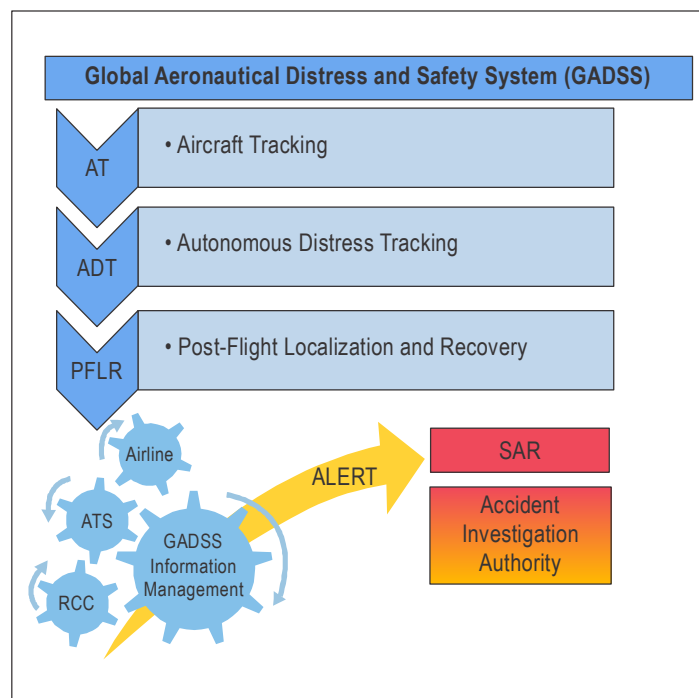 Global Aeronautical Distress and Safety System (GADSS)
AT
• Aircraft Tracking
ADT
• Autonomous Distress Tracking
PFLR
• Post-Flight Localization and Recovery
Airline
ATS
RCC
GADSS
Information
Management
ALERT
SAR
Accident
Investigation
Authority